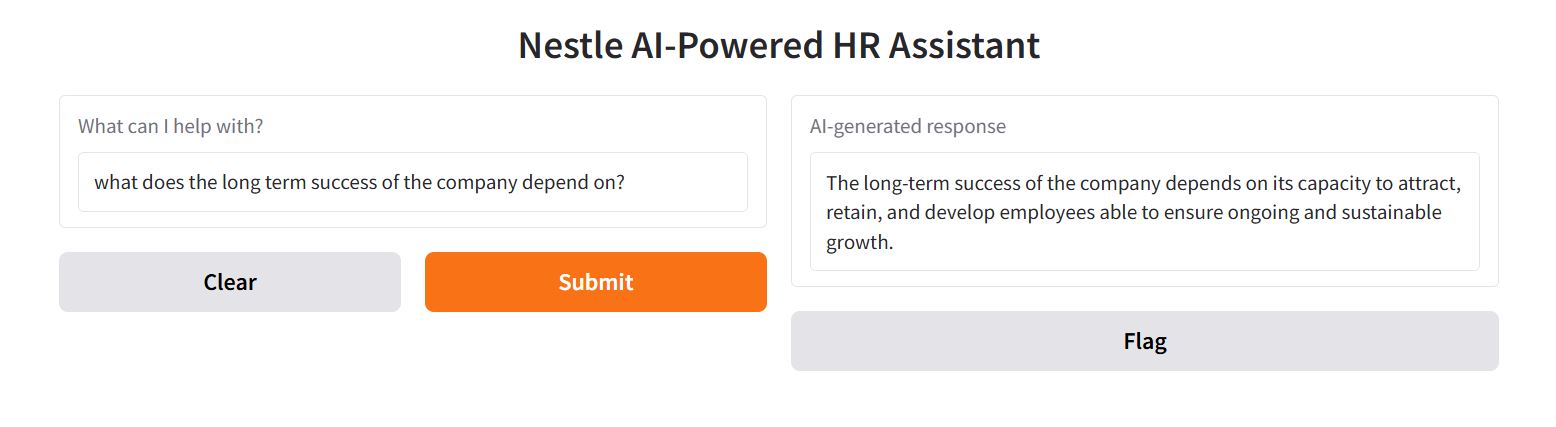 Nestle AI-Powered HR Assistant
What can I help with?
what does the long term success of the company depend on?
Clear
Submit
AI-generated response
The long-term success of the company depends on its capacity to attract,
retain, and develop employees able to ensure ongoing and sustainable
growth.
Flag